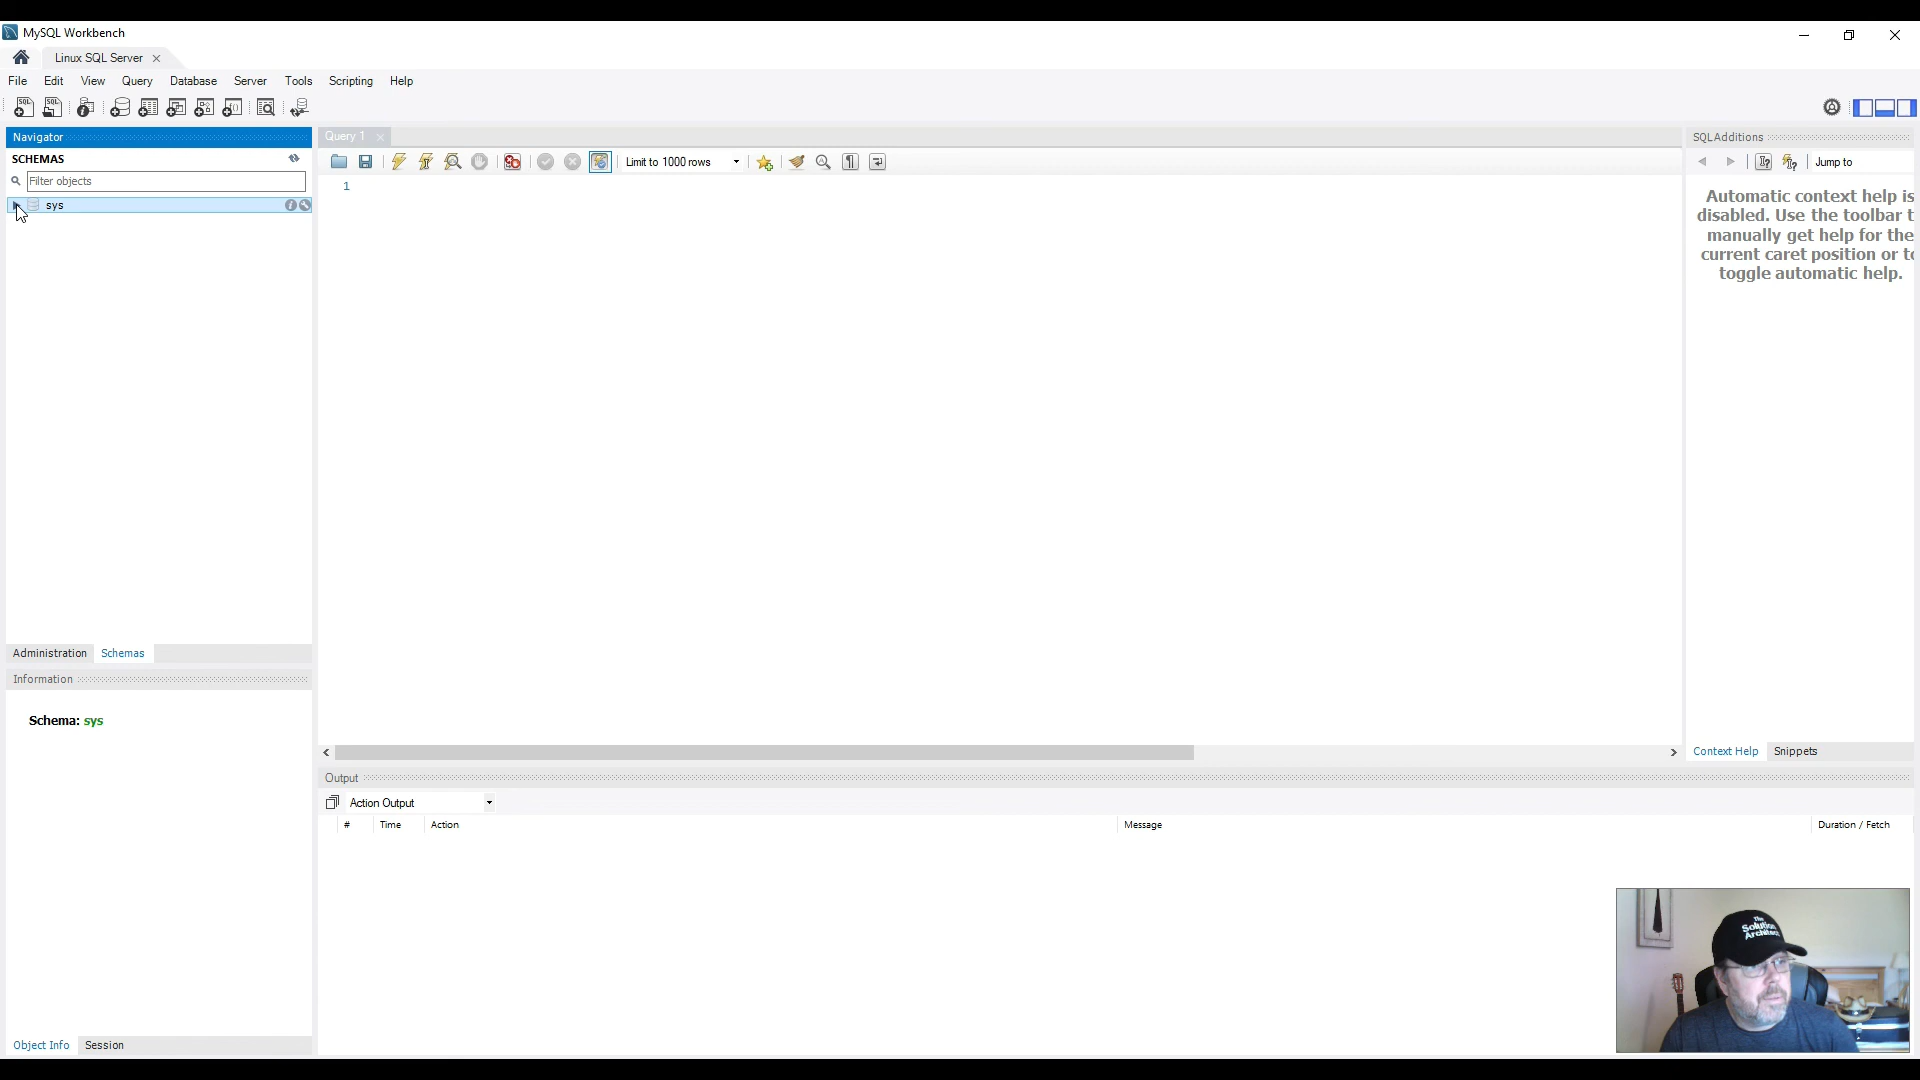 MySQL Workbench
Linux SQL Server
File Edit View Query Database Server Tools Scripting Help
Navigator
SCHEMAS
Filter objects
sys
Administration Schemas
Information
Schema: sys
Object Info Session
Query 1
Limit to 1000 rows
1
Output
Action Output
# Time Action Message Duration / Fetch
SQLAdditions
Jump to
Automatic context help is
disabled. Use the toolbar t
manually get help for the
current caret position or to
toggle automatic help.
Context Help Snippets
The
Solution